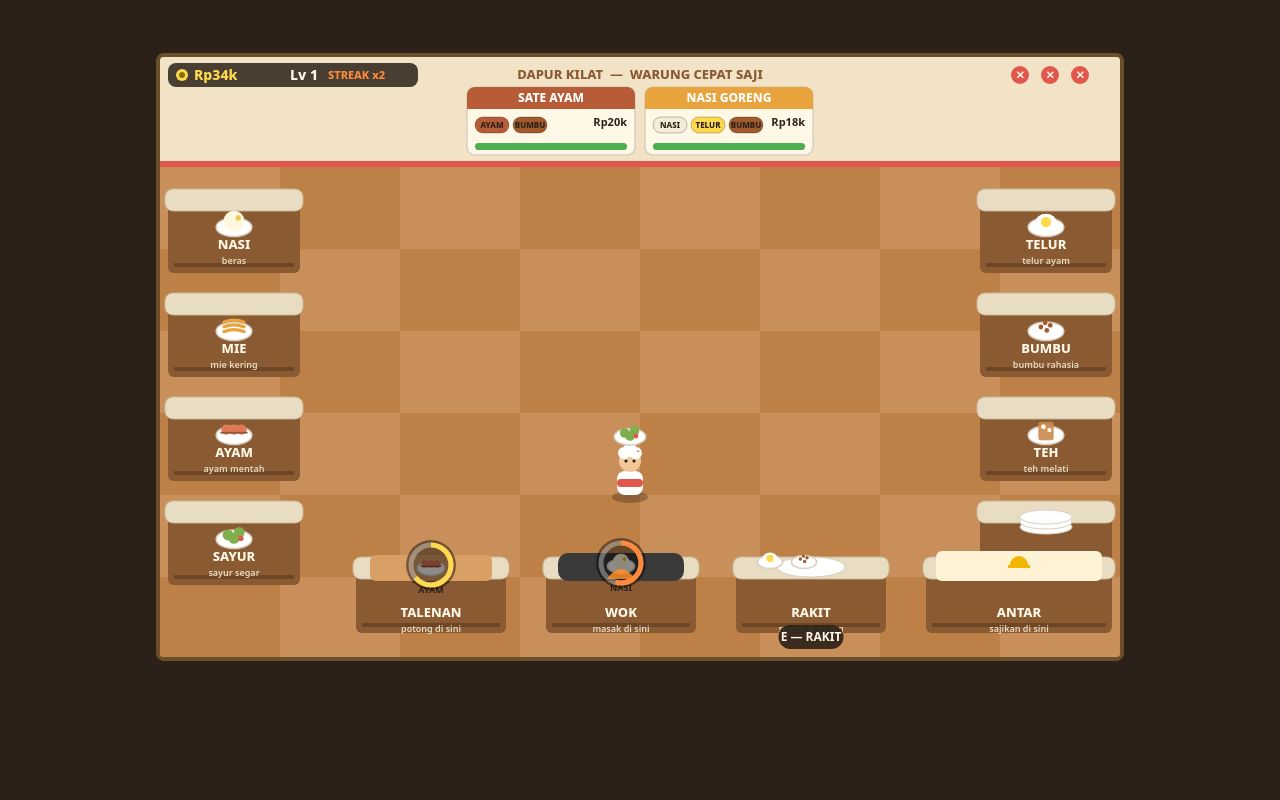 Rp34k Lv 1 STREAK x2
DAPUR KILAT — WARUNG CEPAT SAJI
SATE AYAM
AYAM BUMBU Rp20k
NASI GORENG
NASI TELUR BUMBU Rp18k
NASI
beras
TELUR
telur ayam
MIE
mie kering
BUMBU
bumbu rahasia
AYAM
ayam mentah
TEH
teh melati
SAYUR
sayur segar
AYAM
TALENAN
potong di sini
NASI
WOK
masak di sini
RAKIT
E — RAKIT
ANTAR
sajikan di sini